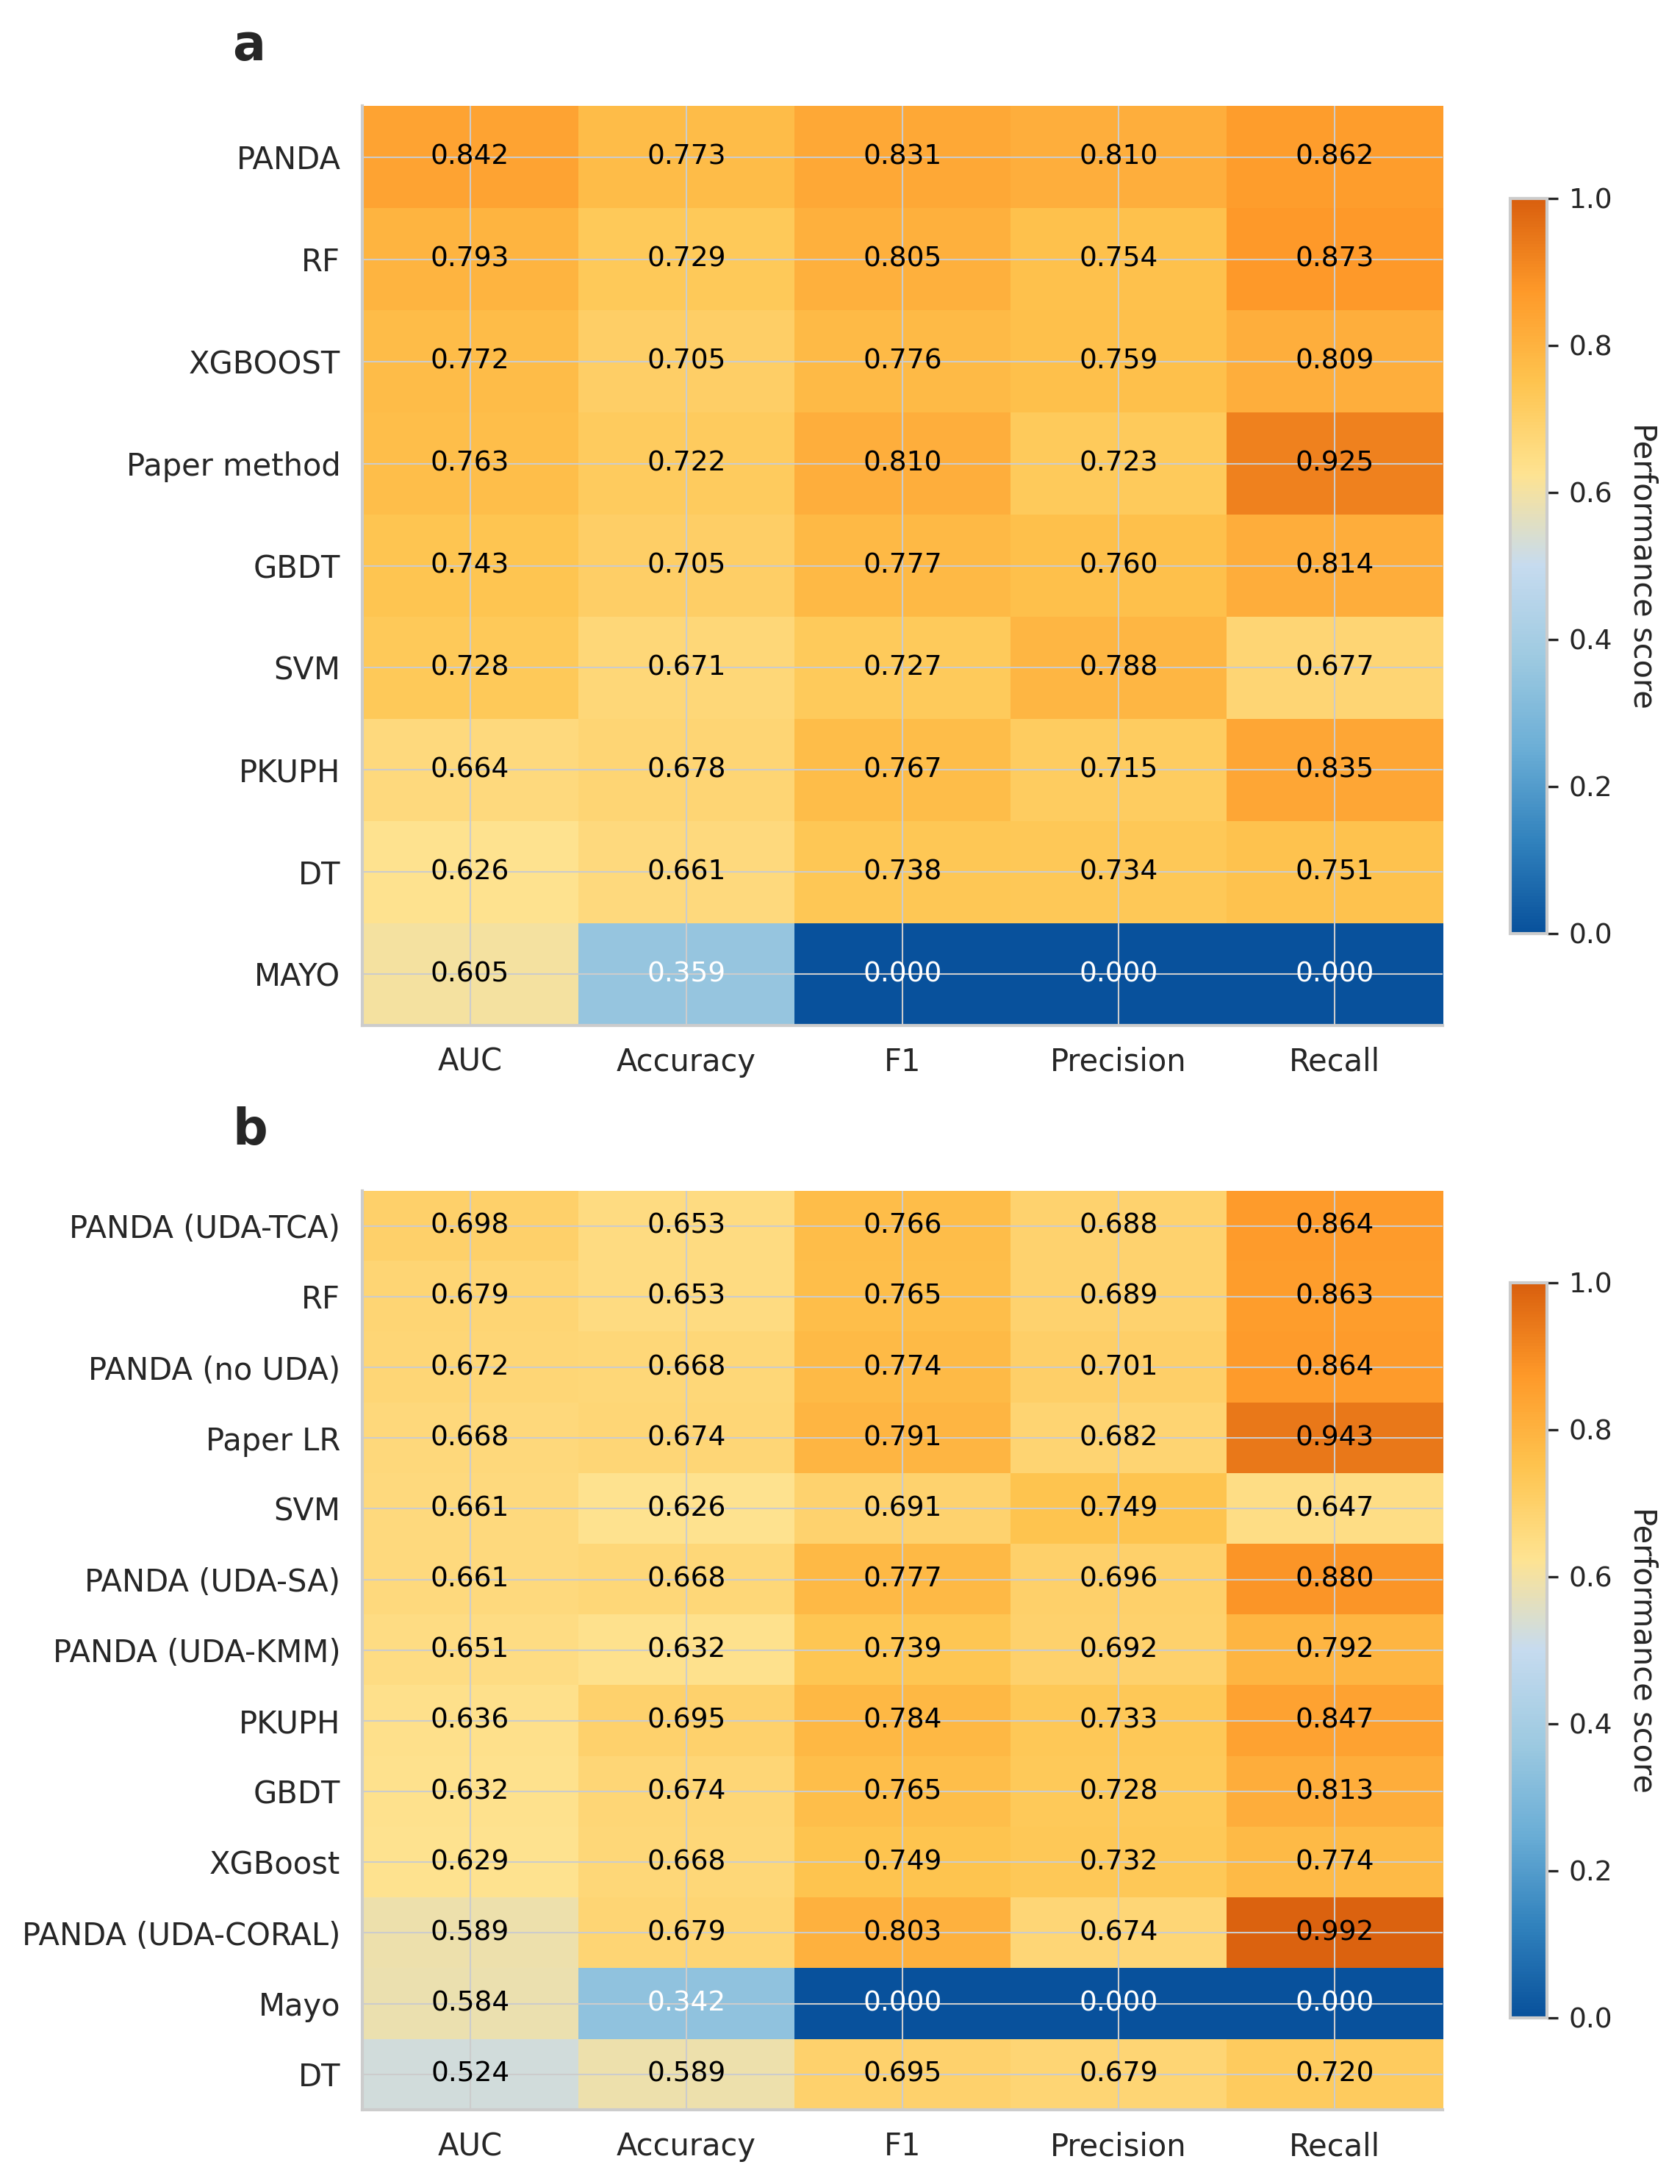 a
PANDA 0.842 0.773 0.831 0.810 0.862
RF 0.793 0.729 0.805 0.754 0.873
XGBOOST 0.772 0.705 0.776 0.759 0.809
Paper method 0.763 0.722 0.810 0.723 0.925
GBDT 0.743 0.705 0.777 0.760 0.814
SVM 0.728 0.671 0.727 0.788 0.677
PKUPH 0.664 0.678 0.767 0.715 0.835
DT 0.626 0.661 0.738 0.734 0.751
MAYO 0.605 0.359 0.000 0.000 0.000
AUC Accuracy F1 Precision Recall
1.0
0.8
0.6
0.4
0.2
0.0
Performance score
b
PANDA (UDA-TCA) 0.698 0.653 0.766 0.688 0.864
RF 0.679 0.653 0.765 0.689 0.863
PANDA (no UDA) 0.672 0.668 0.774 0.701 0.864
Paper LR 0.668 0.674 0.791 0.682 0.943
SVM 0.661 0.626 0.691 0.749 0.647
PANDA (UDA-SA) 0.661 0.668 0.777 0.696 0.880
PANDA (UDA-KMM) 0.651 0.632 0.739 0.692 0.792
PKUPH 0.636 0.695 0.784 0.733 0.847
GBDT 0.632 0.674 0.765 0.728 0.813
XGBoost 0.629 0.668 0.749 0.732 0.774
PANDA (UDA-CORAL) 0.589 0.679 0.803 0.674 0.992
Mayo 0.584 0.342 0.000 0.000 0.000
DT 0.524 0.589 0.695 0.679 0.720
AUC Accuracy F1 Precision Recall
1.0
0.8
0.6
0.4
0.2
0.0
Performance score